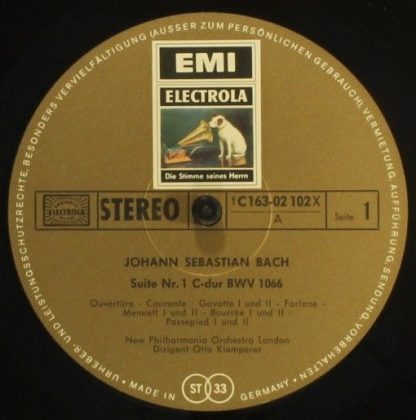 URHEBER- UND LEISTUNGSSCHUTZRECHTE, BESONDERS VERVIELFÄLTIGUNG (AUSSER ZUM PERSÖNLICHEN GEBRAUCH), VERMIETUNG, AUFFÜHRUNG, SENDUNG, VORBEHALTEN
EMI
ELECTROLA
Die Stimme seines Herrn
ELECTROLA
STEREO
1C 163-02 102 X
A
Seite 1
JOHANN SEBASTIAN BACH
Suite Nr. 1 C-dur BWV 1066
Ouvertüre - Courante - Gavotte I und II - Forlane -
Menuett I und II - Bourrée I und II -
Passepied I und II
New Philharmonia Orchestra London
Dirigent Otto Klemperer
• MADE IN ST 33 GERMANY •